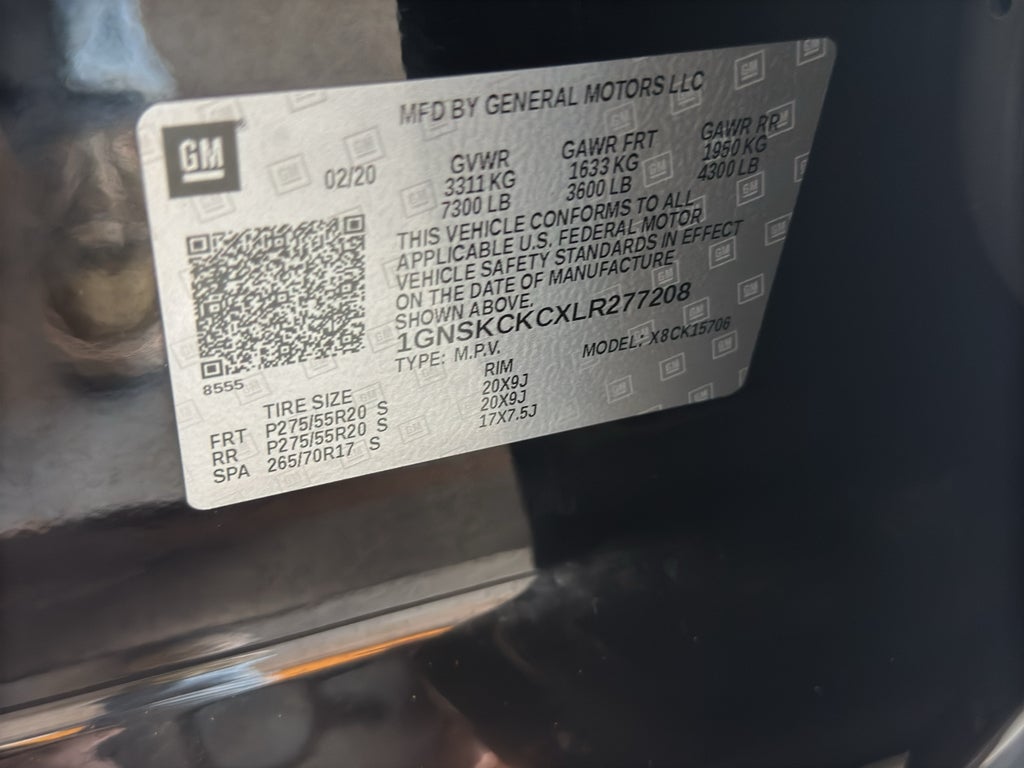 MFD BY GENERAL MOTORS LLC
GM
02/20
GVWR GAWR FRT GAWR RR
3311 KG 1633 KG 1950 KG
7300 LB 3600 LB 4300 LB
THIS VEHICLE CONFORMS TO ALL
APPLICABLE U.S. FEDERAL MOTOR
VEHICLE SAFETY STANDARDS IN EFFECT
ON THE DATE OF MANUFACTURE
SHOWN ABOVE.
1GNSKCKCXLR277208
TYPE: M.P.V. MODEL: X8CK15706
8555
TIRE SIZE RIM
FRT P275/55R20 S 20X9J
RR P275/55R20 S 20X9J
SPA 265/70R17 S 17X7.5J